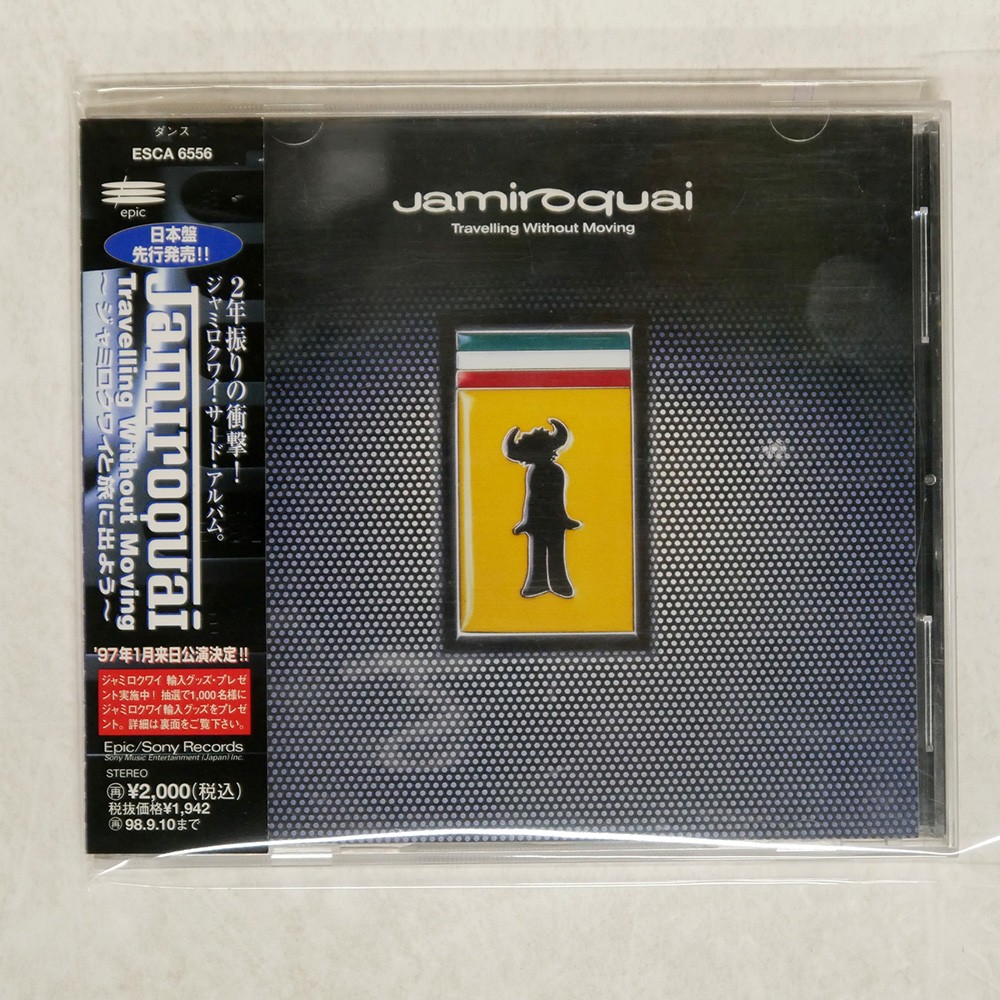 ダンス
ESCA 6556
epic
日本盤
先行発売!!
2年振りの衝撃!
ジャミロクワイ・サード・アルバム。
Jamiroquai
Travelling Without Moving
〜ジャミロクワイと旅に出よう〜
'97年1月来日公演決定!!
ジャミロクワイ 輸入グッズ・プレゼ
ント実施中! 抽選で1,000名様に
ジャミロクワイ輸入グッズをプレゼ
ント。詳細は裏面をご覧下さい。
Epic/Sony Records
Sony Music Entertainment (Japan) Inc.
STEREO
再 ¥2,000(税込)
税抜価格¥1,942
再 98.9.10まで
Jamiroquai
Travelling Without Moving